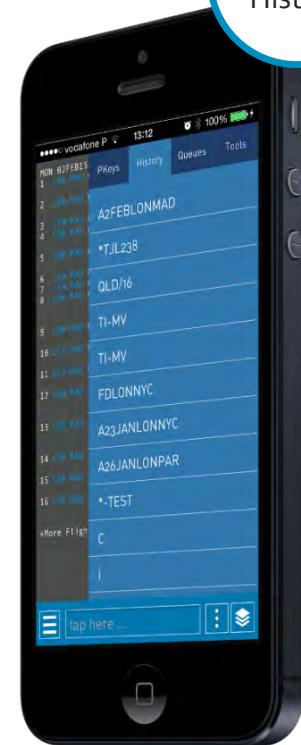 Hist
vodafone P 13:12 100%
MON 02FEB15
PKeys History Queues Tools
1
2
A2FEBLONMAD
3
4
*TJL238
5
6
QLD/16
7
8
TI-MV
9
10
TI-MV
11
12
FDLONNYC
13
A23JANLONNYC
14
A26JANLONPAR
15
16
*-TEST
*More Fligh
C
i
tap here ...